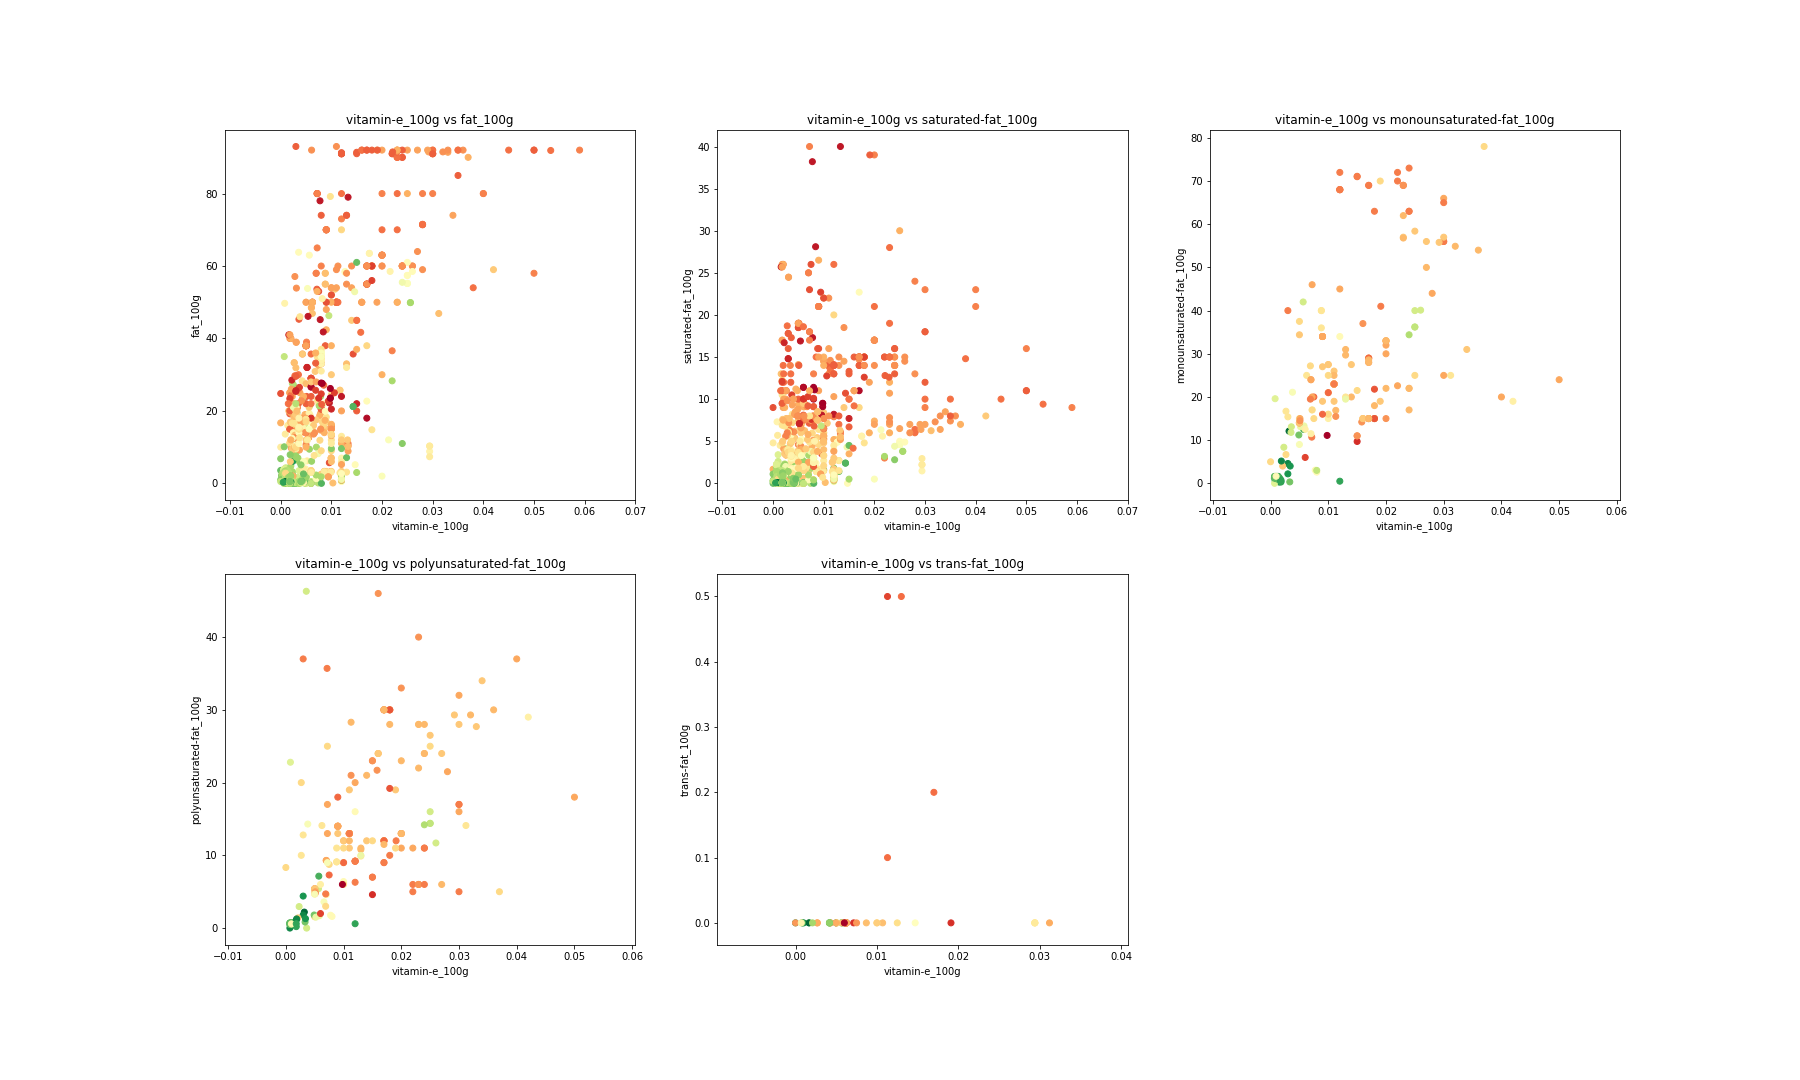 vitamin-e_100g vs fat_100g
fat_100g
80
60
40
20
0
−0.01 0.00 0.01 0.02 0.03 0.04 0.05 0.06 0.07
vitamin-e_100g
vitamin-e_100g vs saturated-fat_100g
saturated-fat_100g
40
35
30
25
20
15
10
5
0
−0.01 0.00 0.01 0.02 0.03 0.04 0.05 0.06 0.07
vitamin-e_100g
vitamin-e_100g vs monounsaturated-fat_100g
monounsaturated-fat_100g
80
70
60
50
40
30
20
10
0
−0.01 0.00 0.01 0.02 0.03 0.04 0.05 0.06
vitamin-e_100g
vitamin-e_100g vs polyunsaturated-fat_100g
polyunsaturated-fat_100g
40
30
20
10
0
−0.01 0.00 0.01 0.02 0.03 0.04 0.05 0.06
vitamin-e_100g
vitamin-e_100g vs trans-fat_100g
trans-fat_100g
0.5
0.4
0.3
0.2
0.1
0.0
0.00 0.01 0.02 0.03 0.04
vitamin-e_100g